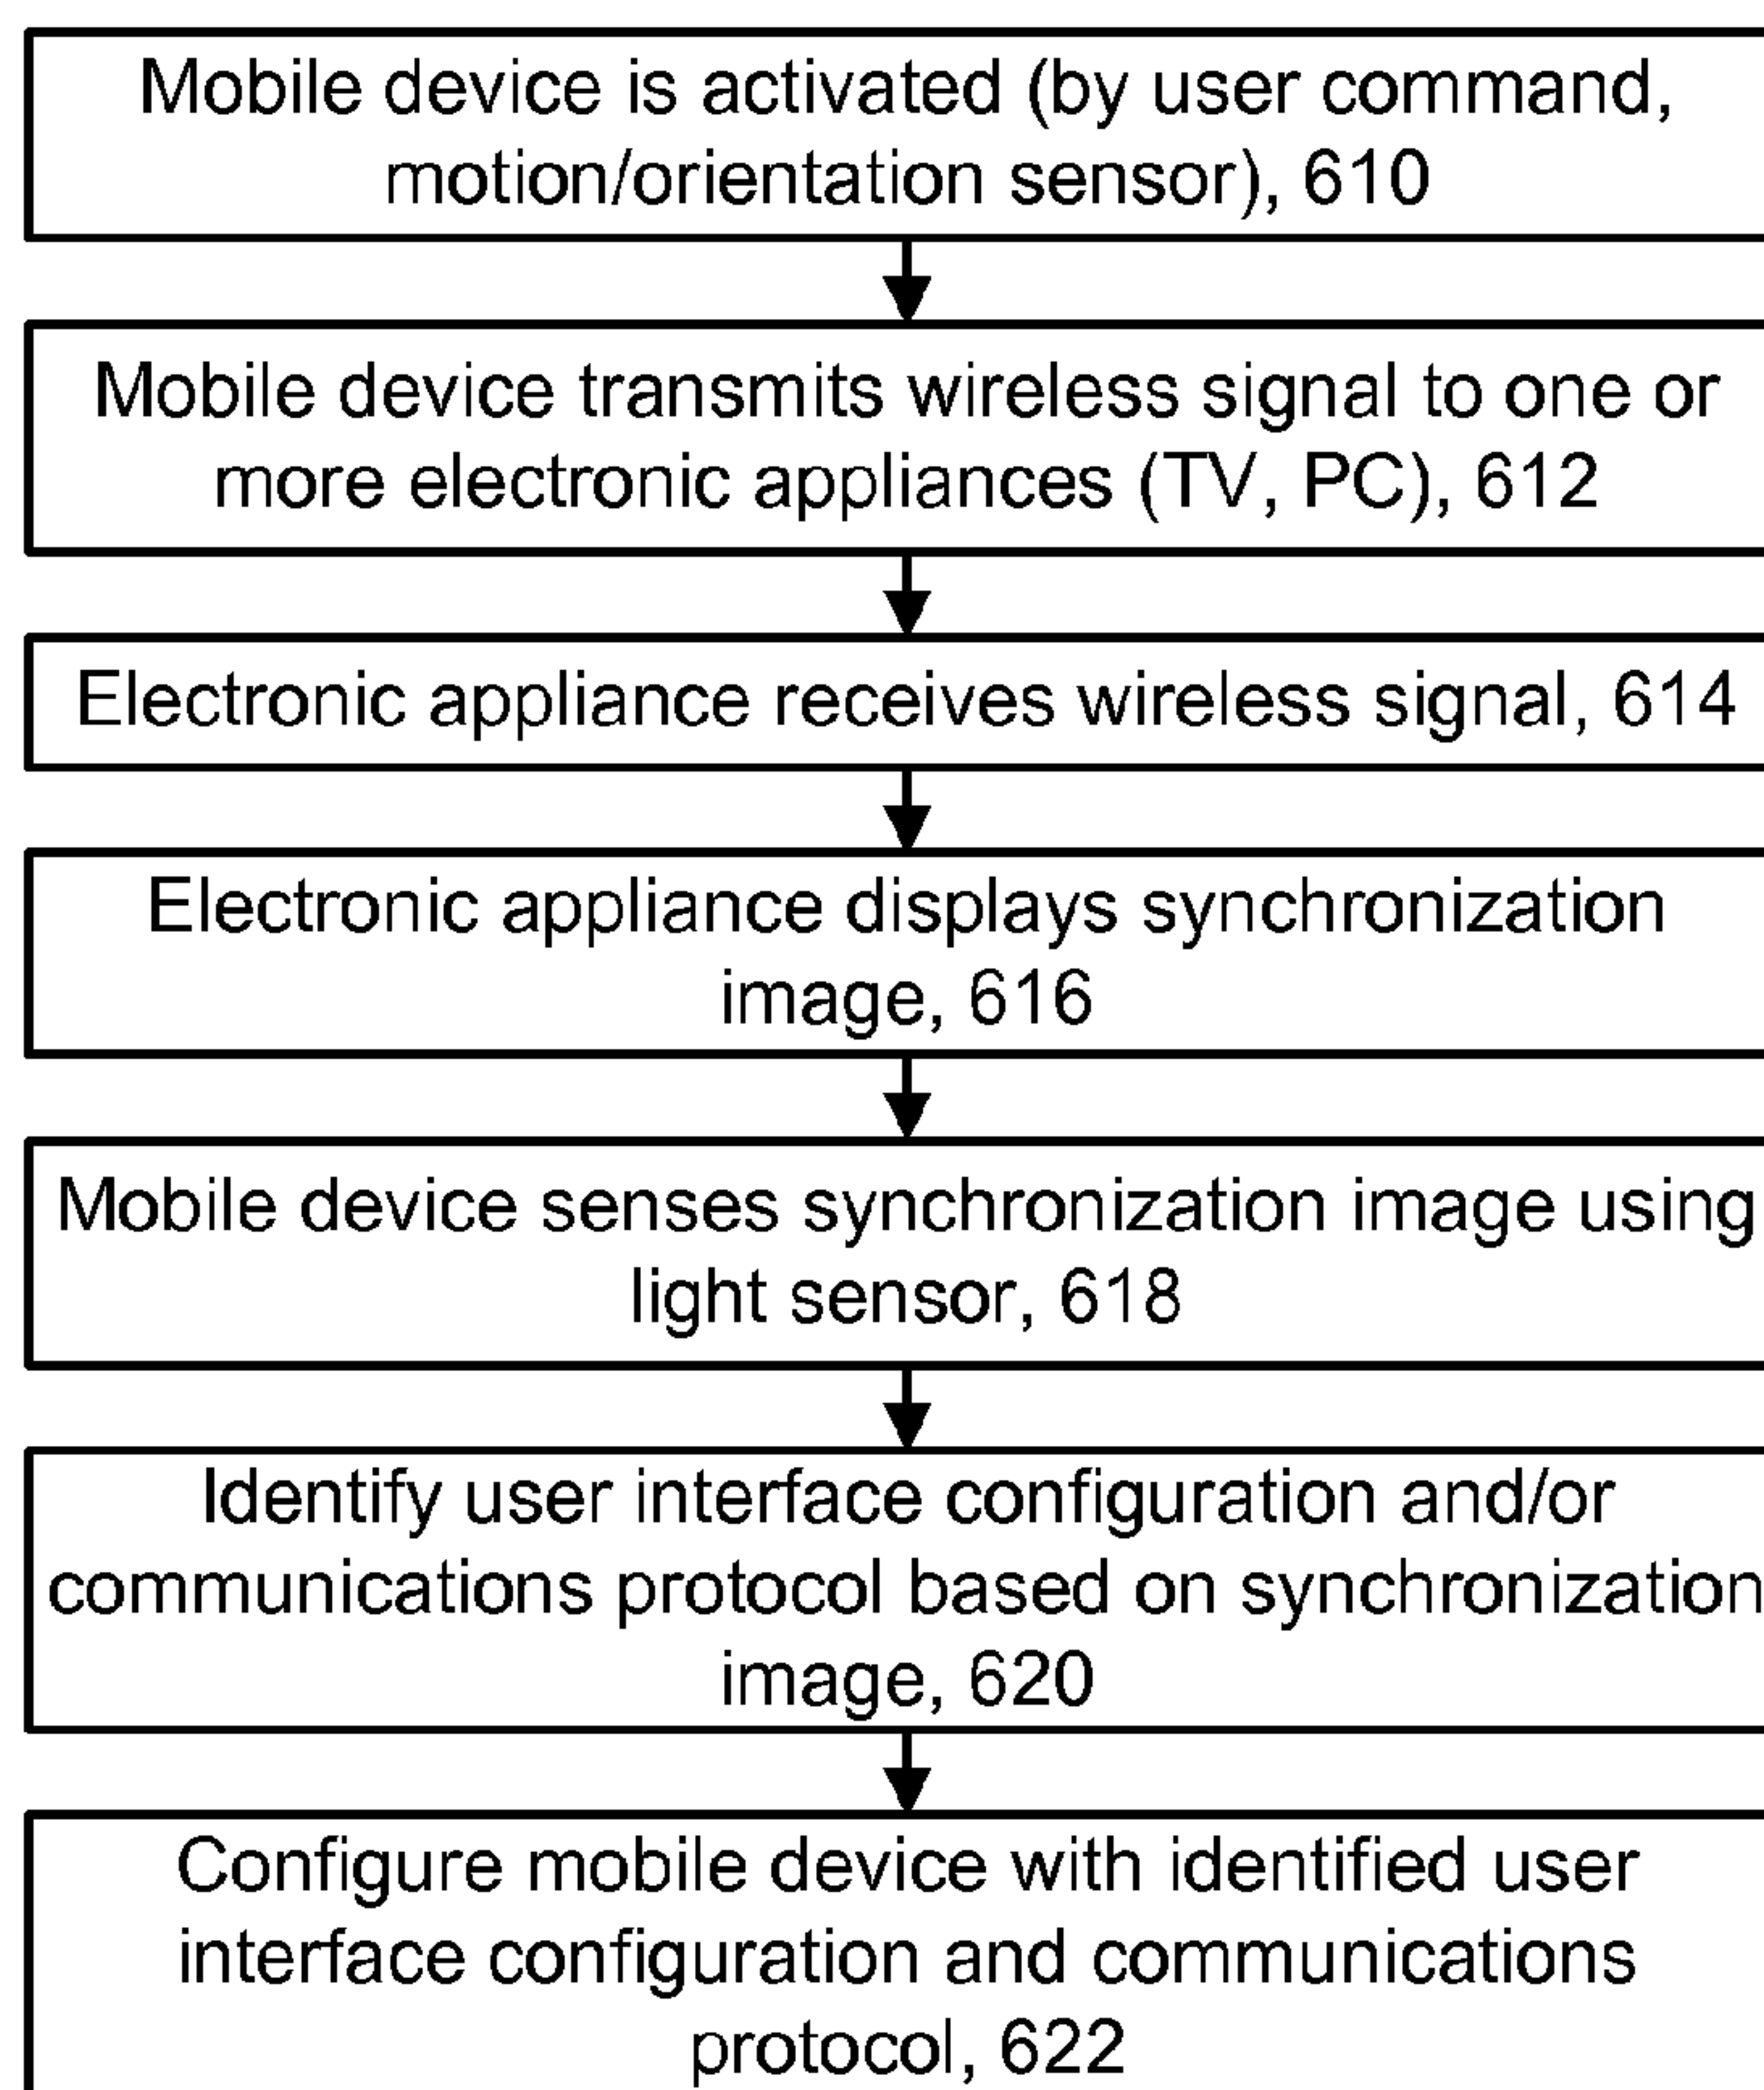 Mobile device is activated (by user command,
motion/orientation sensor), 610
Mobile device transmits wireless signal to one or
more electronic appliances (TV, PC), 612
Electronic appliance receives wireless signal, 614
Electronic appliance displays synchronization
image, 616
Mobile device senses synchronization image using
light sensor, 618
Identify user interface configuration and/or
communications protocol based on synchronization
image, 620
Configure mobile device with identified user
interface configuration and communications
protocol, 622